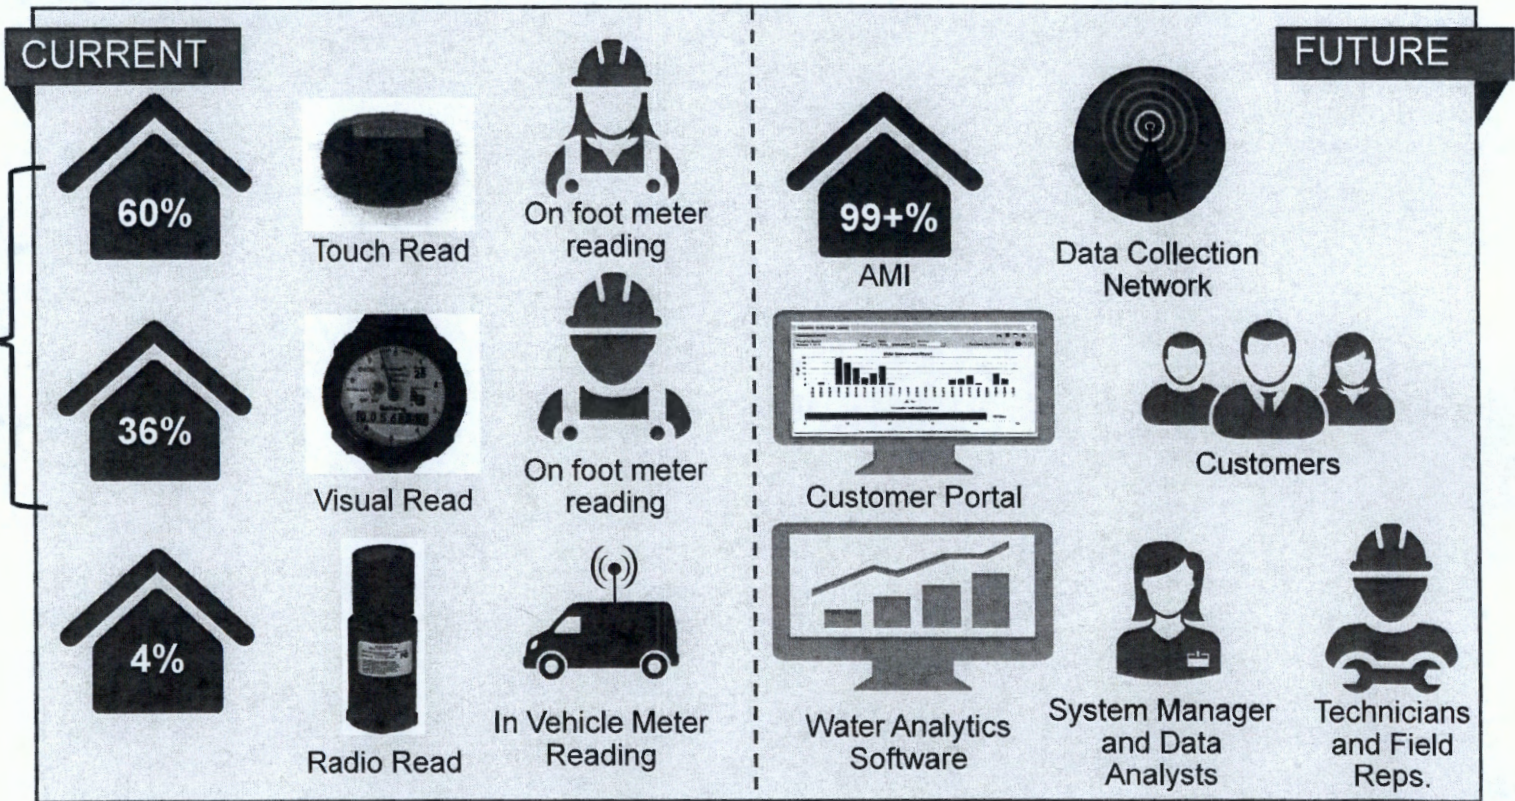 CURRENT
60%
Touch Read
On foot meter
reading
36%
Visual Read
On foot meter
reading
4%
Radio Read
In Vehicle Meter
Reading
FUTURE
99+%
AMI
Data Collection
Network
Customer Portal
Customers
Water Analytics
Software
System Manager
and Data
Analysts
Technicians
and Field
Reps.